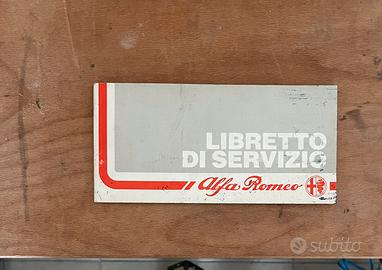 LIBRETTO
DI SERVIZIO
Alfa Romeo
subito